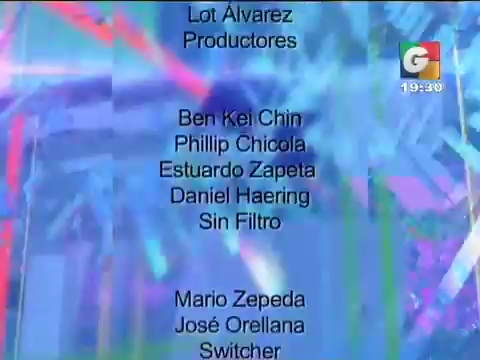 Lot Álvarez
Productores
G
19:30
Ben Kei Chin
Phillip Chicola
Estuardo Zapeta
Daniel Haering
Sin Filtro
Mario Zepeda
José Orellana
Switcher